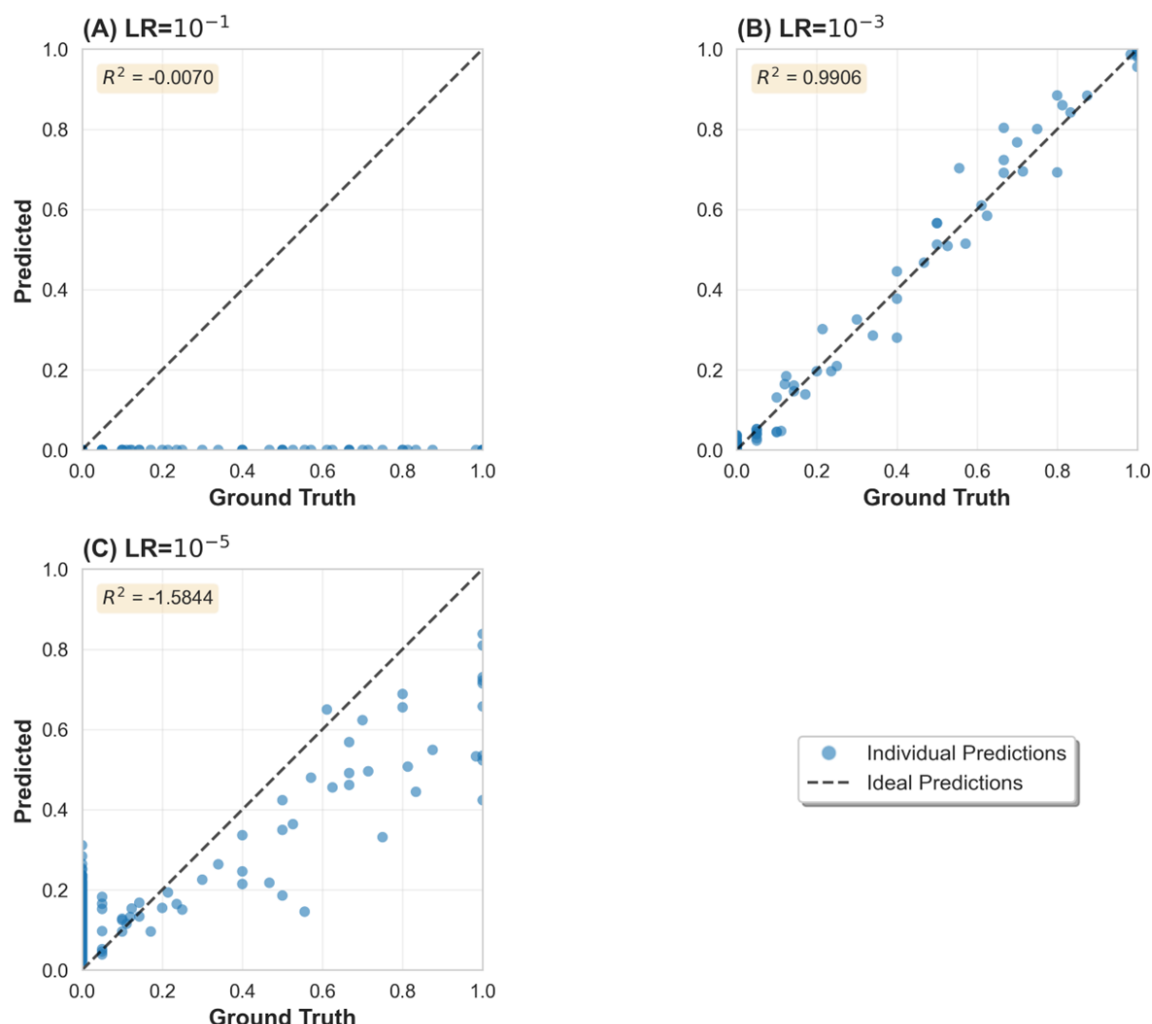 (A) LR=10⁻¹
R² = -0.0070
1.0
0.8
0.6
0.4
0.2
0.0
Predicted
0.0 0.2 0.4 0.6 0.8 1.0
Ground Truth
(B) LR=10⁻³
R² = 0.9906
1.0
0.8
0.6
0.4
0.2
0.0
0.0 0.2 0.4 0.6 0.8 1.0
Ground Truth
(C) LR=10⁻⁵
R² = -1.5844
1.0
0.8
0.6
0.4
0.2
0.0
Predicted
0.0 0.2 0.4 0.6 0.8 1.0
Ground Truth
Individual Predictions
Ideal Predictions